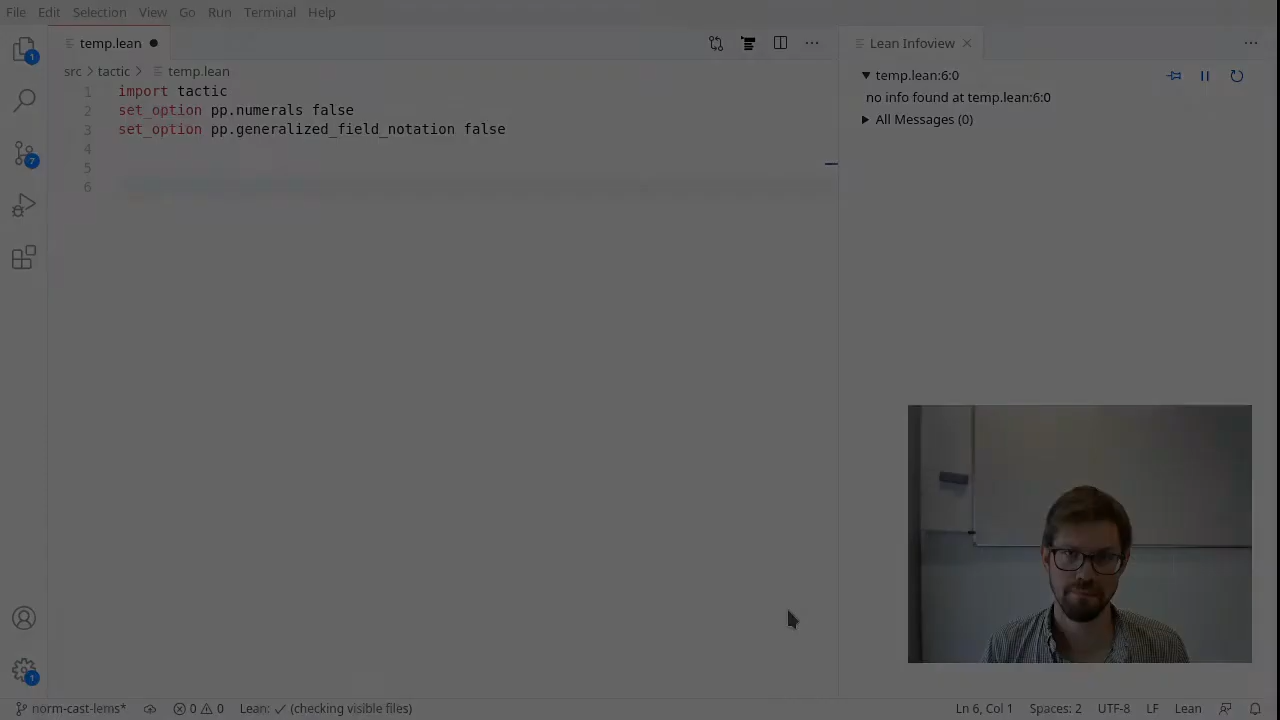 File Edit Selection View Go Run Terminal Help
temp.lean
Lean Infoview
src > tactic > temp.lean
1 import tactic
2 set_option pp.numerals false
3 set_option pp.generalized_field_notation false
4
5
6
temp.lean:6:0
no info found at temp.lean:6:0
All Messages (0)
1
7
1
norm-cast-lems* 0 0 Lean: ✓ (checking visible files) Ln 6, Col 1 Spaces: 2 UTF-8 LF Lean